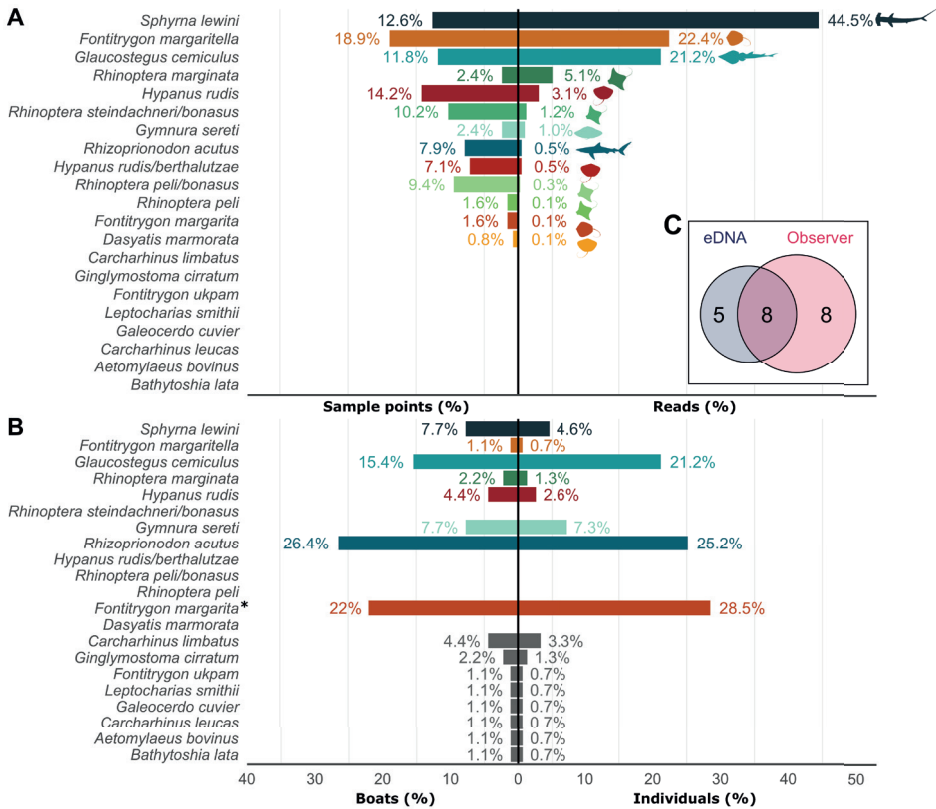 A
Sphyrna lewini 12.6% 44.5%
Fontitrygon margaritella 18.9% 22.4%
Glaucostegus cemiculus 11.8% 21.2%
Rhinoptera marginata 2.4% 5.1%
Hypanus rudis 14.2% 3.1%
Rhinoptera steindachneri/bonasus 10.2% 1.2%
Gymnura sereti 2.4% 1.0%
Rhizoprionodon acutus 7.9% 0.5%
Hypanus rudis/berthalutzae 7.1% 0.5%
Rhinoptera peli/bonasus 9.4% 0.3%
Rhinoptera peli 1.6% 0.1%
Fontitrygon margarita 1.6% 0.1%
Dasyatis marmorata 0.8% 0.1%
Carcharhinus limbatus
Ginglymostoma cirratum
Fontitrygon ukpam
Leptocharias smithii
Galeocerdo cuvier
Carcharhinus leucas
Aetomylaeus bovinus
Bathytoshia lata
Sample points (%) Reads (%)
C
eDNA Observer
5 8 8
B
Sphyrna lewini 7.7% 4.6%
Fontitrygon margaritella 1.1% 0.7%
Glaucostegus cemiculus 15.4% 21.2%
Rhinoptera marginata 2.2% 1.3%
Hypanus rudis 4.4% 2.6%
Rhinoptera steindachneri/bonasus
Gymnura sereti 7.7% 7.3%
Rhizoprionodon acutus 26.4% 25.2%
Hypanus rudis/berthalutzae
Rhinoptera peli/bonasus
Rhinoptera peli
Fontitrygon margarita* 22% 28.5%
Dasyatis marmorata
Carcharhinus limbatus 4.4% 3.3%
Ginglymostoma cirratum 2.2% 1.3%
Fontitrygon ukpam 1.1% 0.7%
Leptocharias smithii 1.1% 0.7%
Galeocerdo cuvier 1.1% 0.7%
Carcharhinus leucas 1.1% 0.7%
Aetomylaeus bovinus 1.1% 0.7%
Bathytoshia lata 1.1% 0.7%
40 30 20 10 0 10 20 30 40 50
Boats (%) Individuals (%)